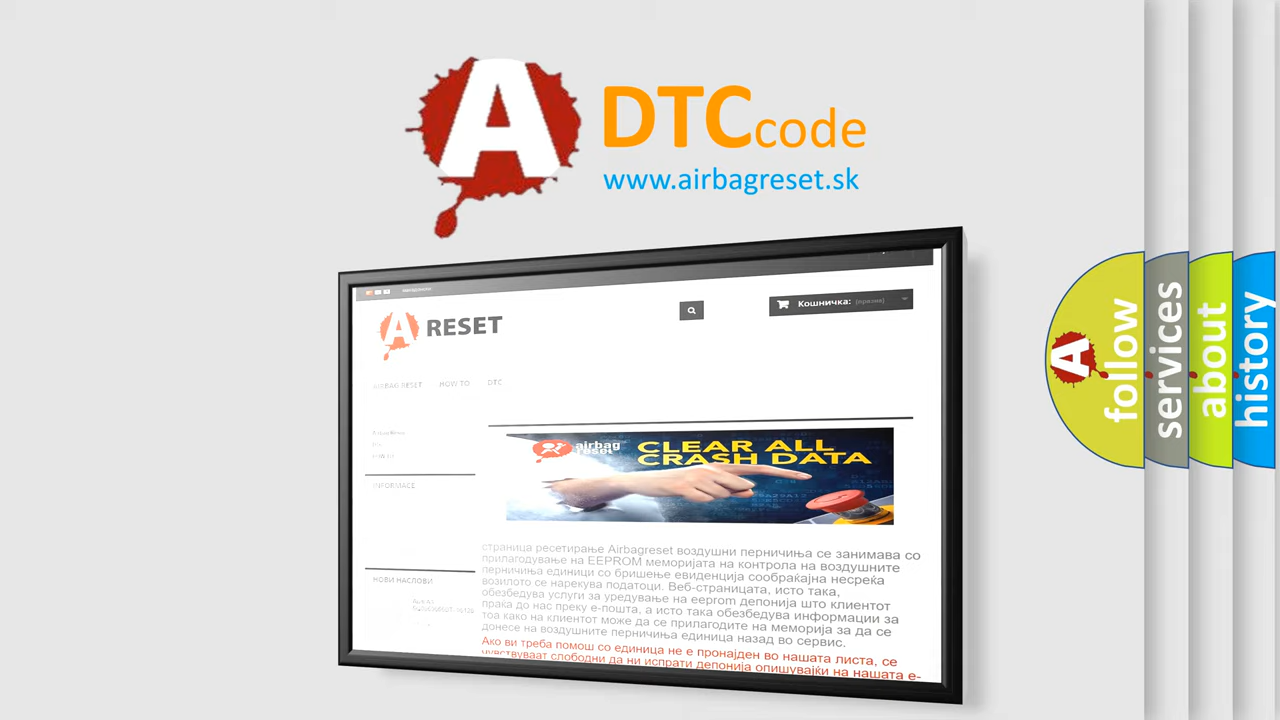 A
DTC code
www.airbagreset.sk
A RESET
Кошничка: (празна)
AIRBAG RESET HOW TO DTC
INFORMACE
airbag
reset
CLEAR ALL
CRASH DATA
страница ресетирање Airbagreset воздушни перничиња се занимава со
прилагодување на EEPROM меморијата на контрола на воздушните
перничиња единици со бришење евиденција сообраќајна несреќа
возилото се нарекува податоци. Веб-страницата, исто така,
обезбедува услуги за уредување на eeprom депонија што клиентот
прака до нас преку е-пошта, а исто така обезбедува информации за
тоа како на клиентот може да се прилагодите на меморија за да се
донесе на воздушните перничиња единица назад во сервис.
Ако ви треба помош со единица не е пронајден во нашата листа, се
чувствуваат слободни да ни испрати депонија опишувајќи на нашата е-
НОВИ НАСЛОВИ
A
follow
services
about
history